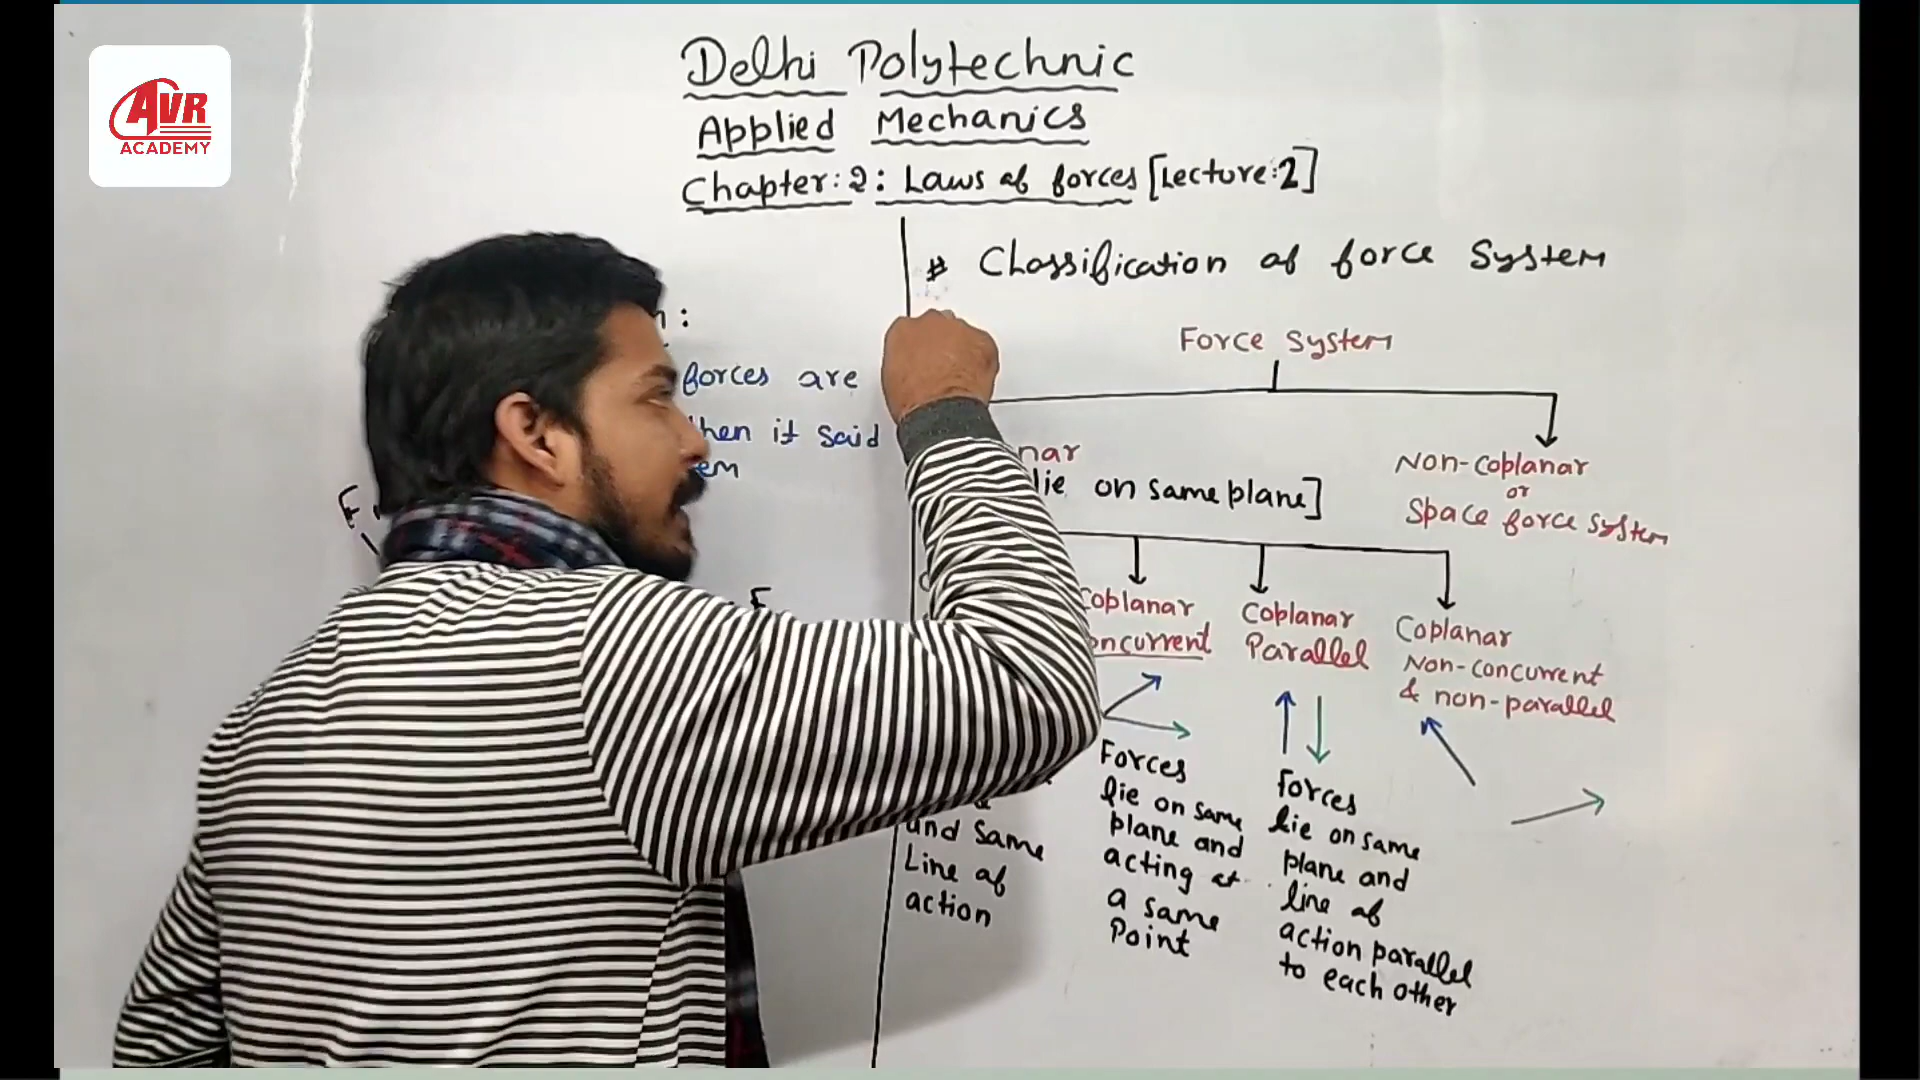 AVR
ACADEMY
Delhi Polytechnic
Applied Mechanics
Chapter:2: Laws of forces [Lecture:2]
:
forces are
then it said
F
F
# Classification of force System
Force System
lie on same plane]
Non-coplanar
or
Space force system
Coplanar
Concurrent
Coplanar
Parallel
Coplanar
Non-concurrent
& non-parallel
and same
Line of
action
Forces
lie on same
plane and
acting at
a same
Point
Forces
lie on same
plane and
line of
action parallel
to each other